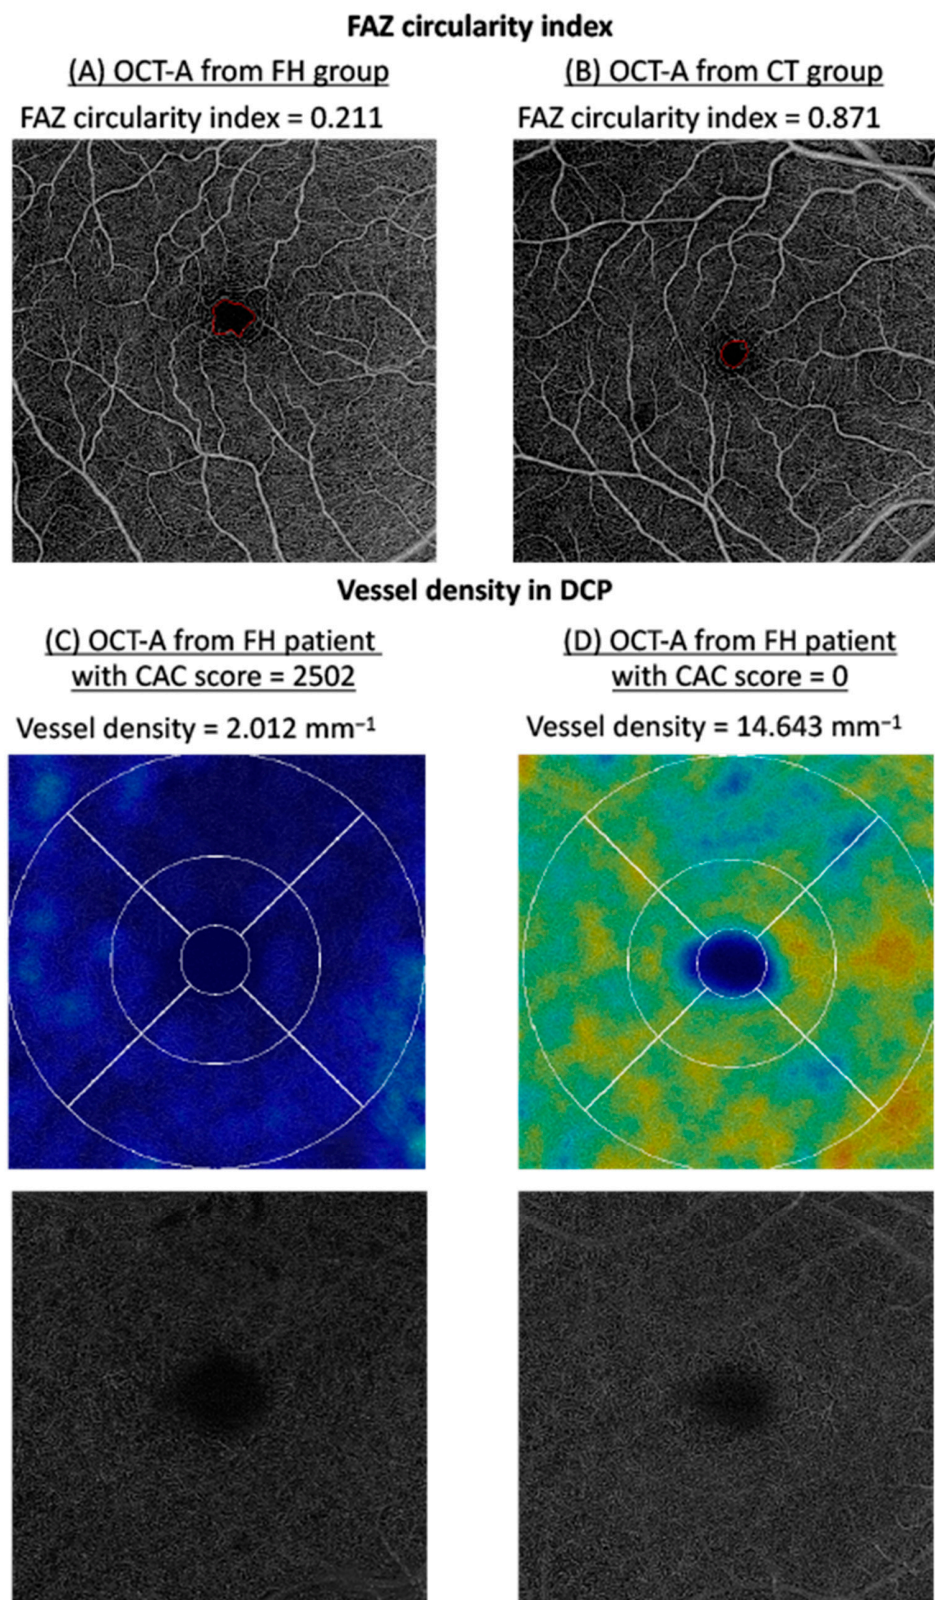 FAZ circularity index
(A) OCT-A from FH group
FAZ circularity index = 0.211
(B) OCT-A from CT group
FAZ circularity index = 0.871
Vessel density in DCP
(C) OCT-A from FH patient
with CAC score = 2502
Vessel density = 2.012 mm⁻¹
(D) OCT-A from FH patient
with CAC score = 0
Vessel density = 14.643 mm⁻¹